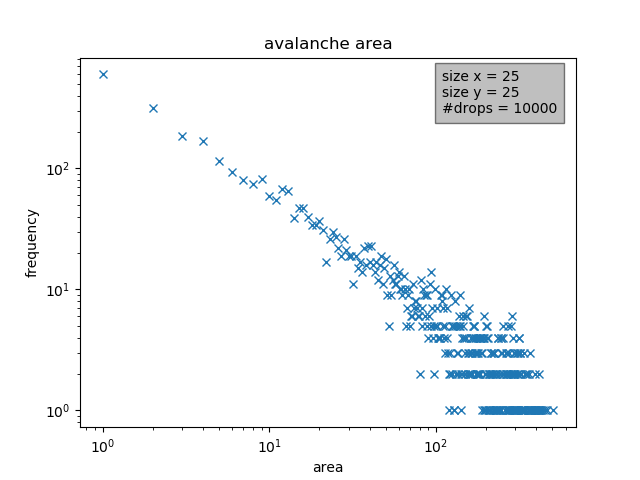 avalanche area
size x = 25
size y = 25
#drops = 10000
frequency
10²
10¹
10⁰
10⁰ 10¹ 10²
area